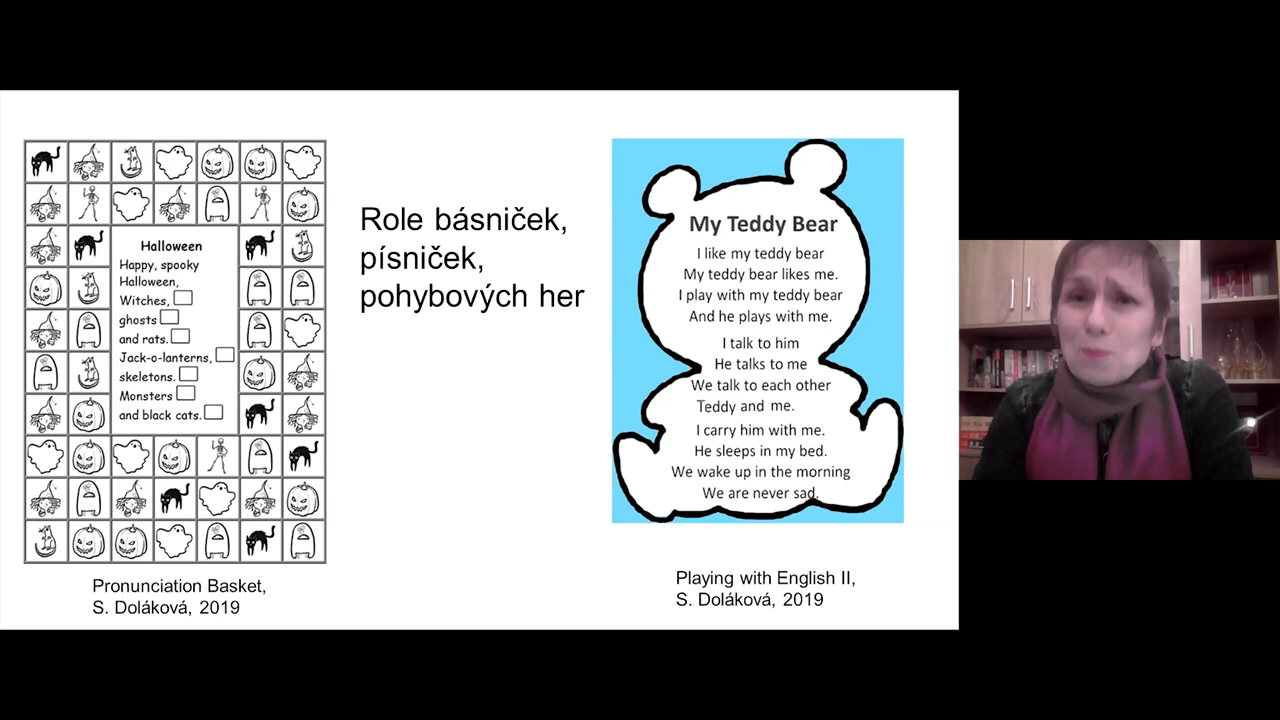 Halloween
Happy, spooky
Halloween,
Witches,
ghosts
and rats.
Jack-o-lanterns,
skeletons.
Monsters
and black cats.
Pronunciation Basket,
S. Doláková, 2019
Role básniček,
písniček,
pohybových her
My Teddy Bear
I like my teddy bear
My teddy bear likes me.
I play with my teddy bear
And he plays with me.
I talk to him
He talks to me
We talk to each other
Teddy and me.
I carry him with me.
He sleeps in my bed.
We wake up in the morning
We are never sad.
Playing with English II,
S. Doláková, 2019